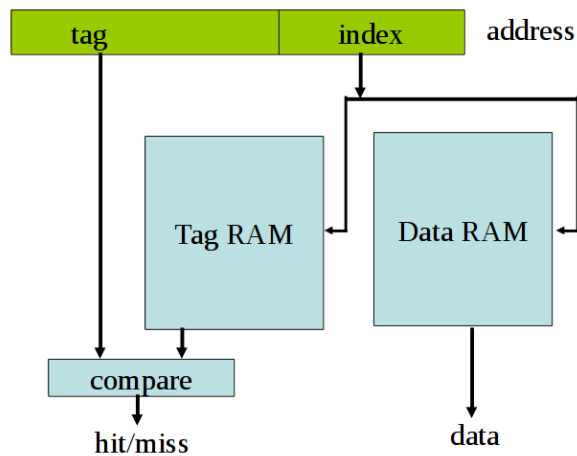 tag
index
address
Tag RAM
Data RAM
compare
hit/miss
data